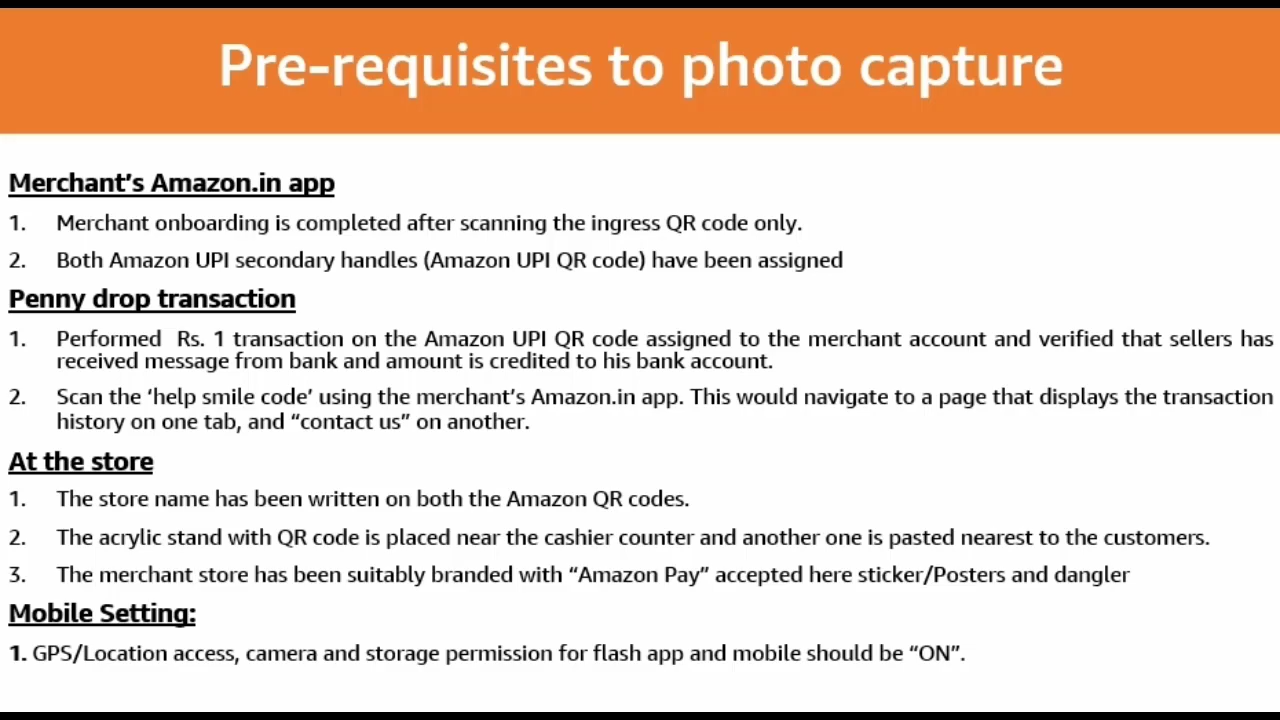 Pre-requisites to photo capture
Merchant's Amazon.in app
1. Merchant onboarding is completed after scanning the ingress QR code only.
2. Both Amazon UPI secondary handles (Amazon UPI QR code) have been assigned
Penny drop transaction
1. Performed Rs. 1 transaction on the Amazon UPI QR code assigned to the merchant account and verified that sellers has
received message from bank and amount is credited to his bank account.
2. Scan the ‘help smile code’ using the merchant's Amazon.in app. This would navigate to a page that displays the transaction
history on one tab, and “contact us” on another.
At the store
1. The store name has been written on both the Amazon QR codes.
2. The acrylic stand with QR code is placed near the cashier counter and another one is pasted nearest to the customers.
3. The merchant store has been suitably branded with “Amazon Pay” accepted here sticker/Posters and dangler
Mobile Setting:
1. GPS/Location access, camera and storage permission for flash app and mobile should be “ON”.